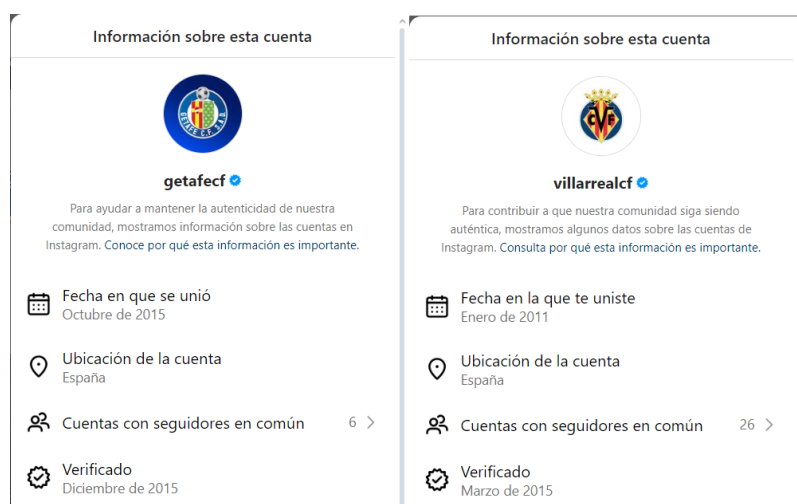 Información sobre esta cuenta
GETAFE C.F. S.A.D.
getafecf
Para ayudar a mantener la autenticidad de nuestra
comunidad, mostramos información sobre las cuentas en
Instagram. Conoce por qué esta información es importante.
Fecha en que se unió
Octubre de 2015
Ubicación de la cuenta
España
Cuentas con seguidores en común 6
Verificado
Diciembre de 2015
Información sobre esta cuenta
CVF
villarrealcf
Para contribuir a que nuestra comunidad siga siendo
auténtica, mostramos algunos datos sobre las cuentas de
Instagram. Consulta por qué esta información es importante.
Fecha en la que te uniste
Enero de 2011
Ubicación de la cuenta
España
Cuentas con seguidores en común 26
Verificado
Marzo de 2015